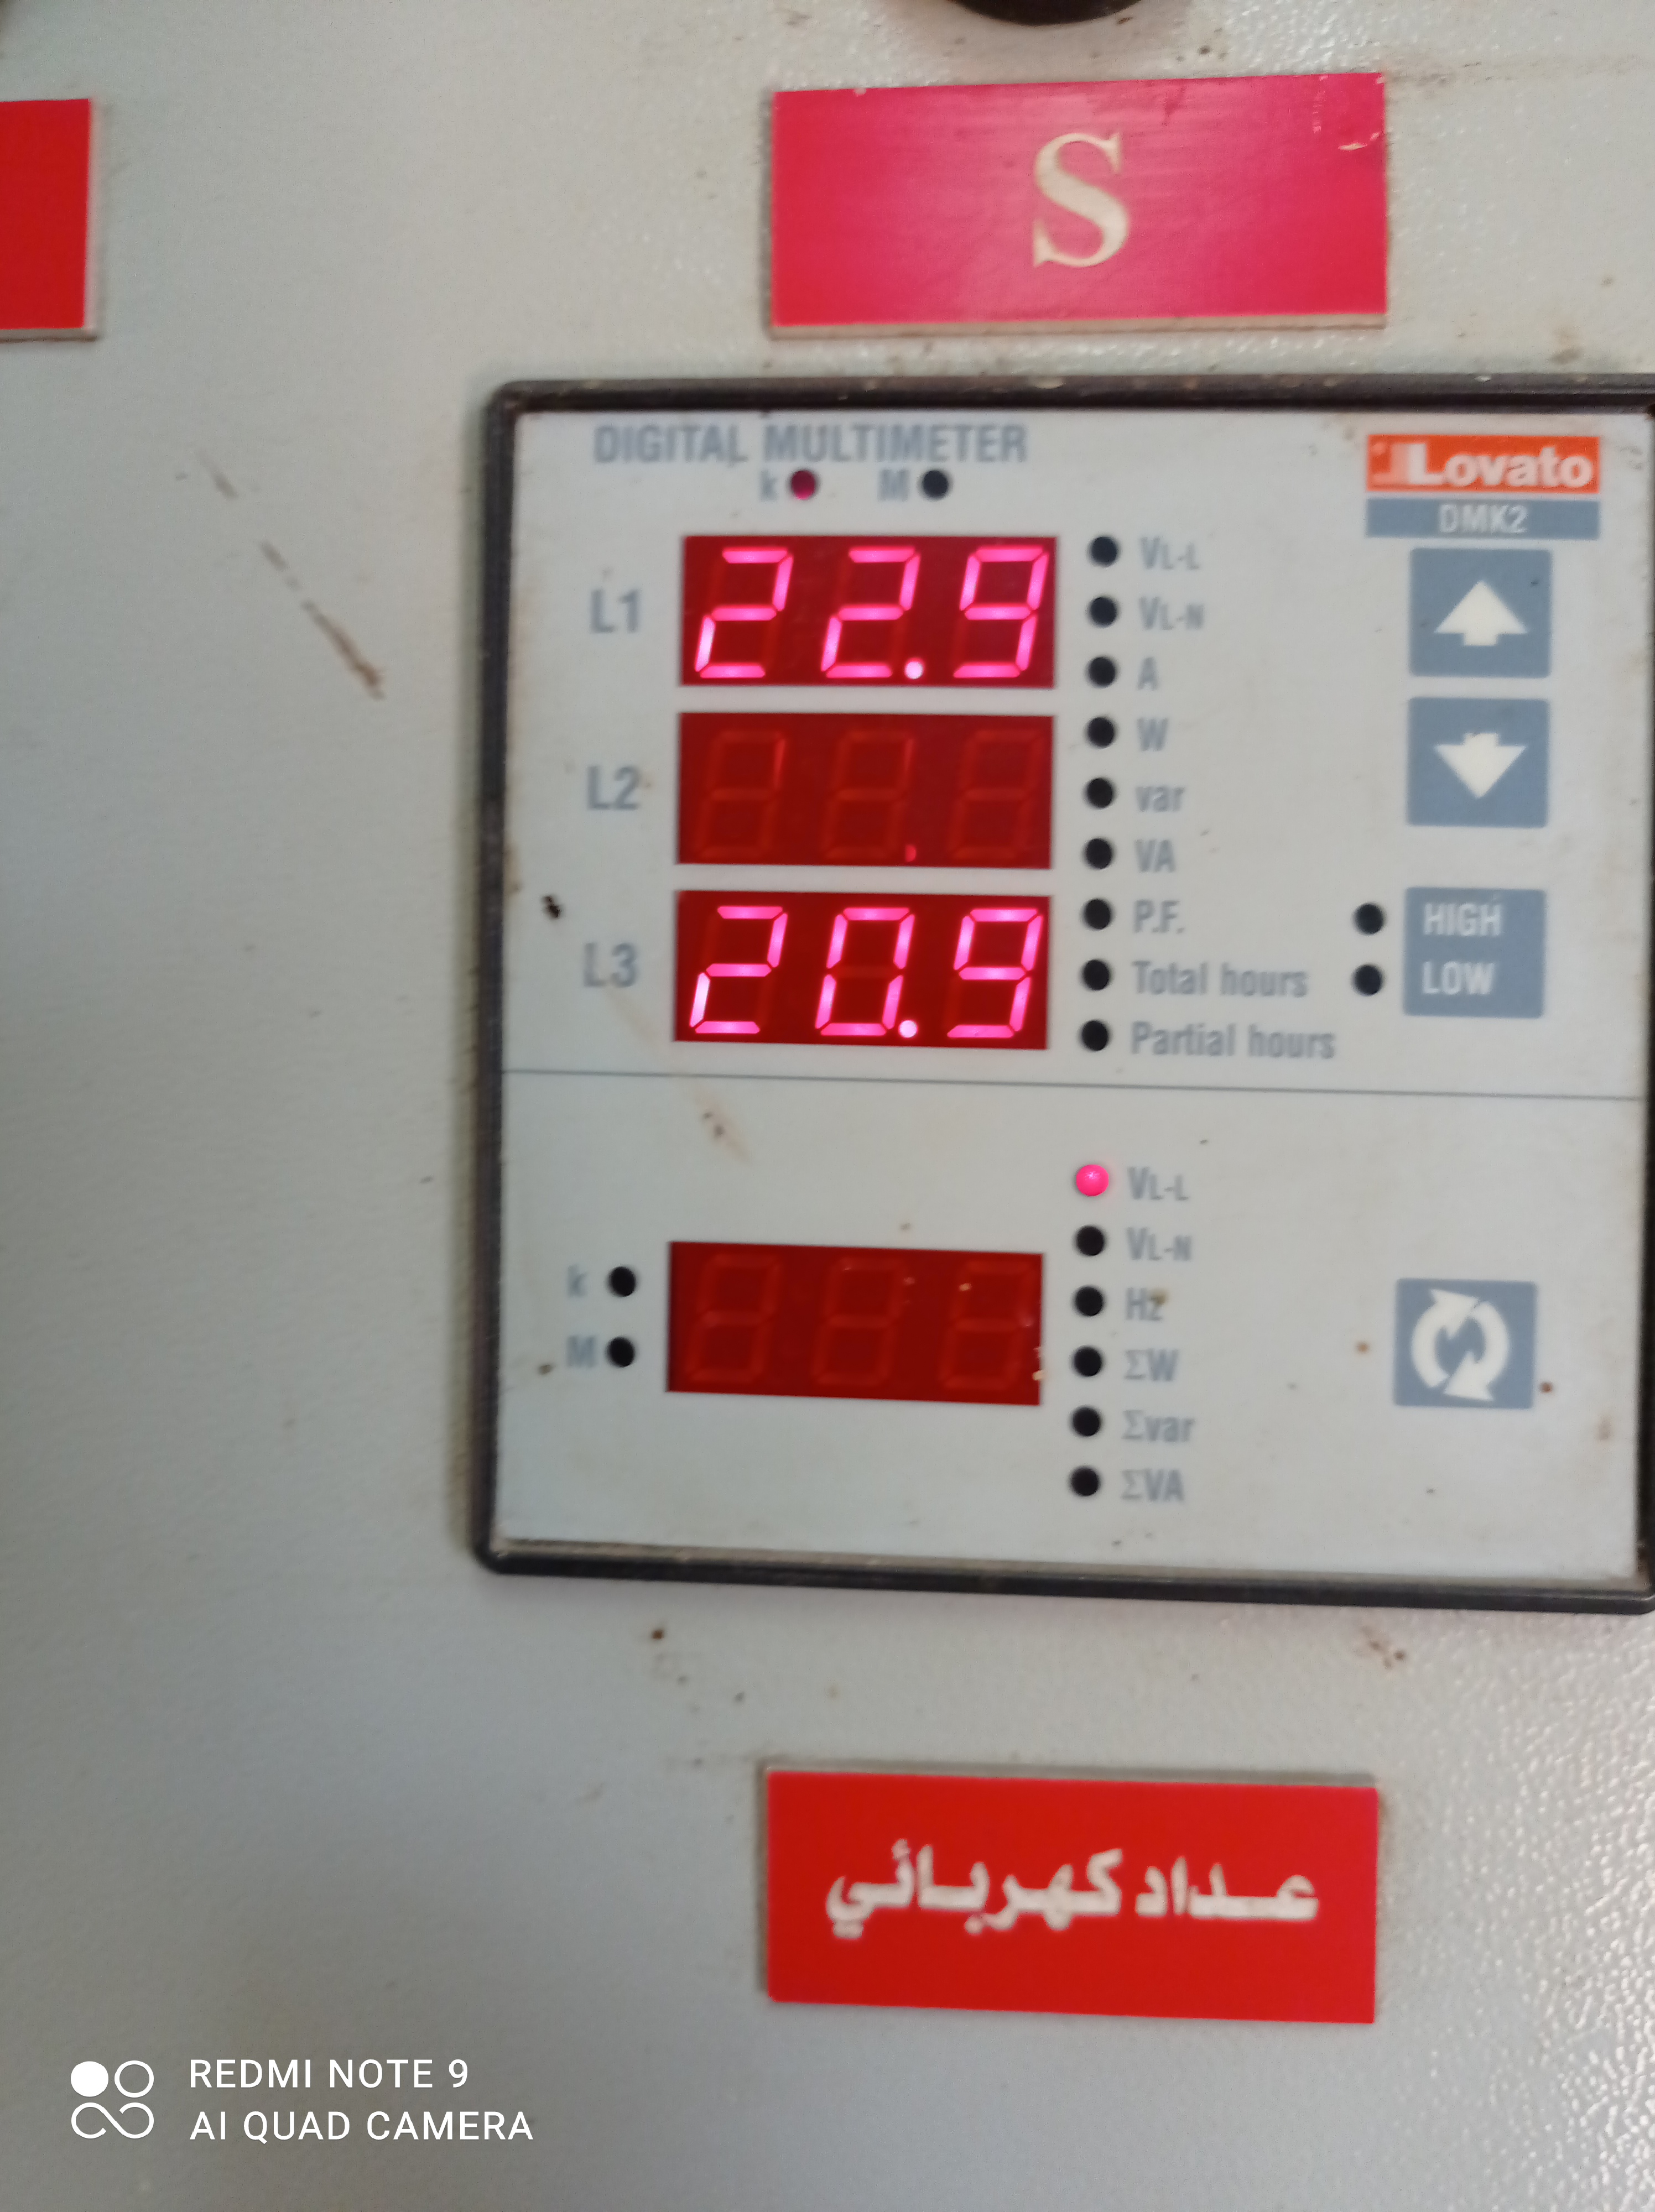 S
DIGITAL MULTIMETER
k M
Lovato
DMK2
L1 22.9
VL-L
VL-N
A
L2
W
var
VA
L3 20.9
P.F.
Total hours
Partial hours
HIGH
LOW
VL-L
VL-N
k
Hz
M
ΣW
Σvar
ΣVA
عداد كهربائي
REDMI NOTE 9
AI QUAD CAMERA